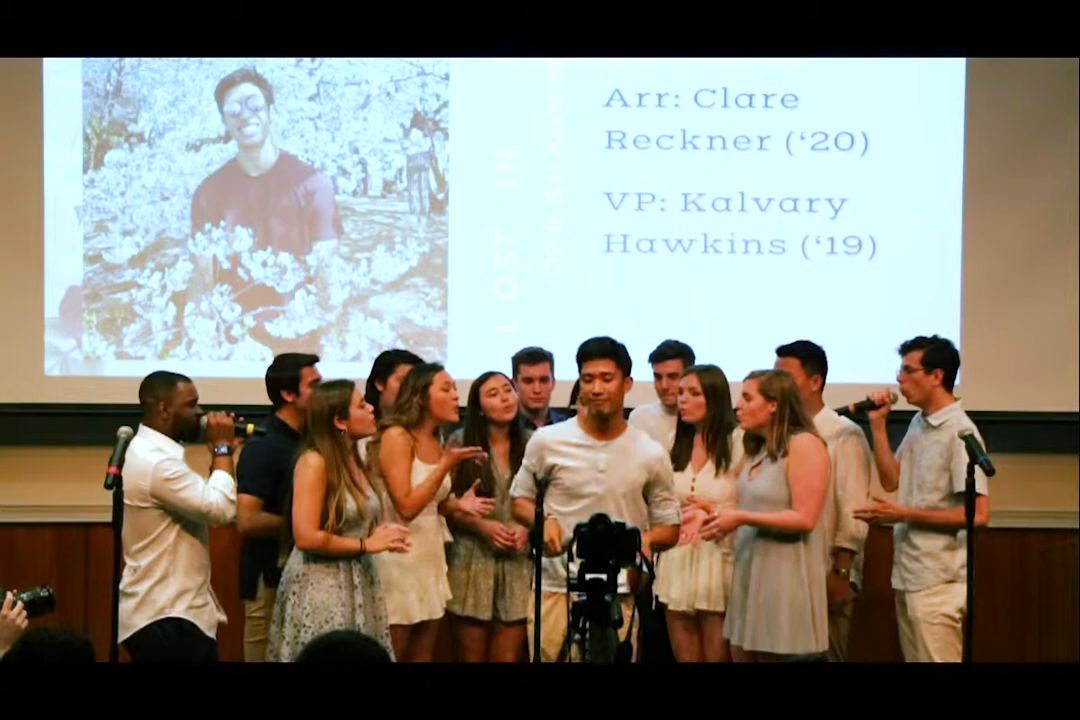 LOST IN
Arr: Clare
Reckner (‘20)
VP: Kalvary
Hawkins (‘19)